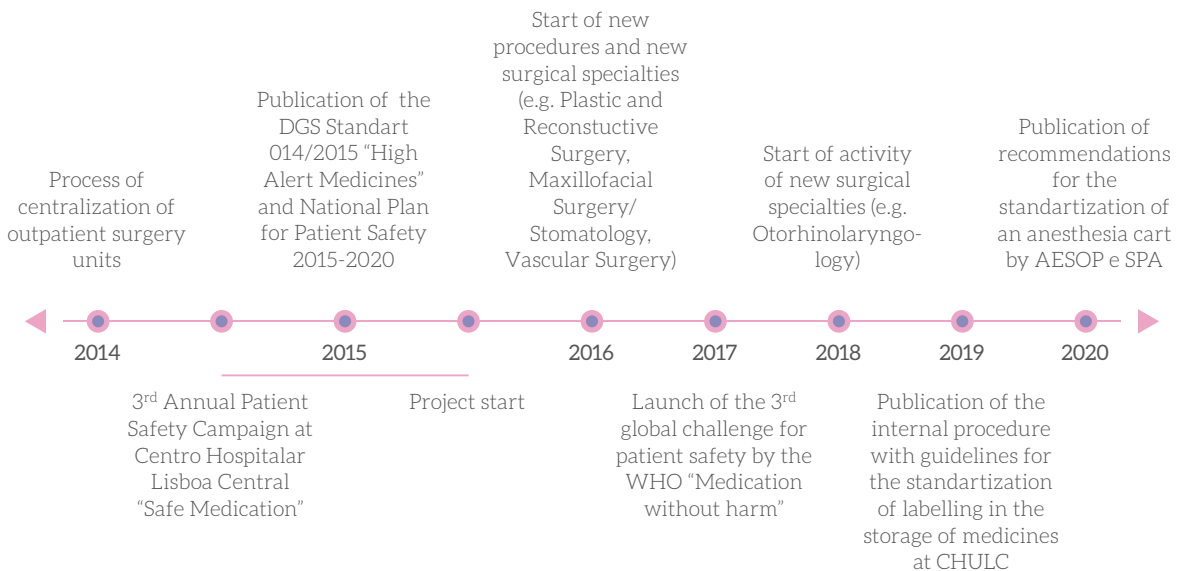 Process of
centralization of
outpatient surgery
units
Publication of the
DGS Standart
014/2015 “High
Alert Medicines”
and National Plan
for Patient Safety
2015-2020
Start of new
procedures and new
surgical specialties
(e.g. Plastic and
Reconstuctive
Surgery,
Maxillofacial
Surgery/
Stomatology,
Vascular Surgery)
Start of activity
of new surgical
specialties (e.g.
Otorhinolaryngo-
logy)
Publication of
recommendations
for the
standartization of
an anesthesia cart
by AESOP e SPA
2014
2015
2016
2017
2018
2019
2020
3rd Annual Patient
Safety Campaign at
Centro Hospitalar
Lisboa Central
“Safe Medication”
Project start
Launch of the 3rd
global challenge for
patient safety by the
WHO “Medication
without harm”
Publication of the
internal procedure
with guidelines for
the standartization
of labelling in the
storage of medicines
at CHULC